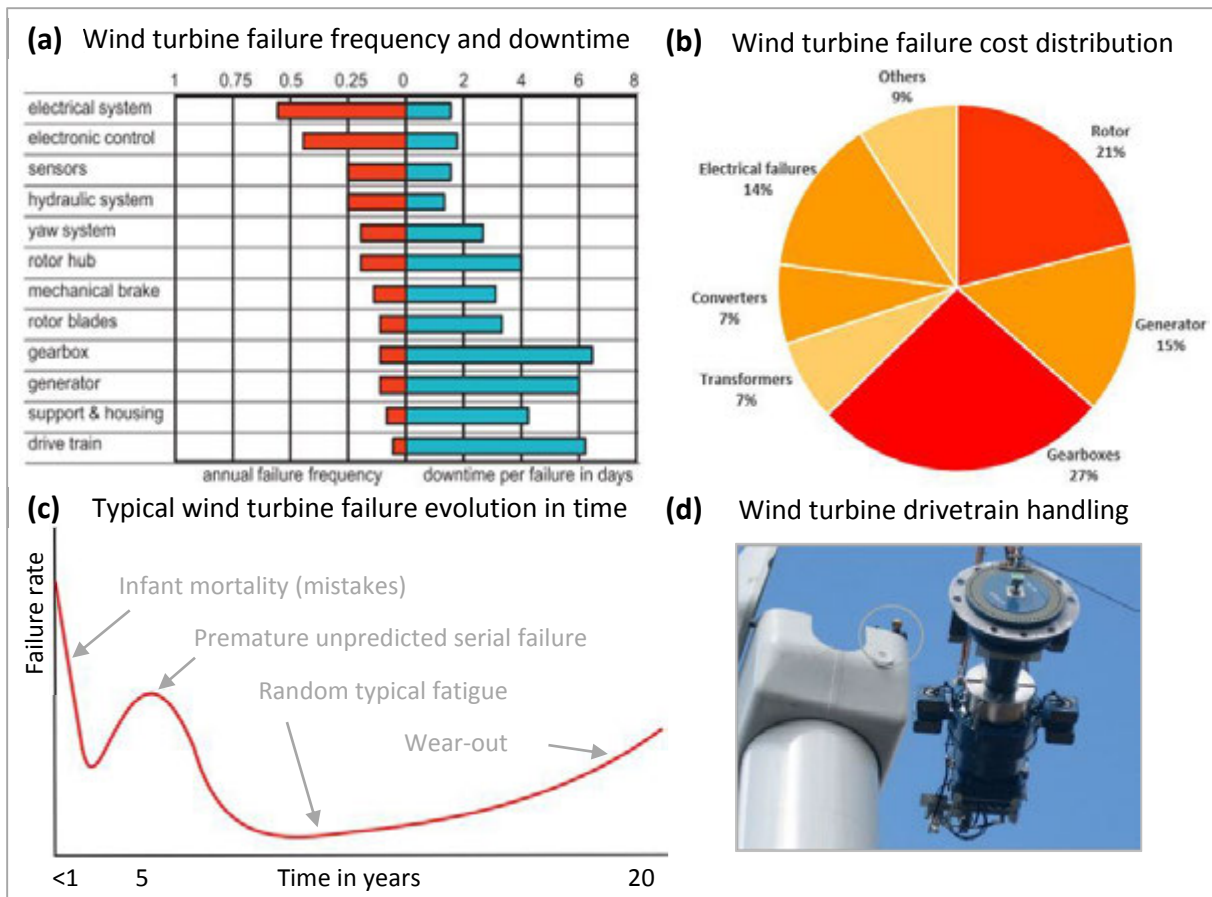 (a) Wind turbine failure frequency and downtime
1 0.75 0.5 0.25 0 2 4 6 8
electrical system
electronic control
sensors
hydraulic system
yaw system
rotor hub
mechanical brake
rotor blades
gearbox
generator
support & housing
drive train
annual failure frequency downtime per failure in days
(b) Wind turbine failure cost distribution
Others
9%
Rotor
21%
Electrical failures
14%
Converters
7%
Generator
15%
Transformers
7%
Gearboxes
27%
(c) Typical wind turbine failure evolution in time
Failure rate
Infant mortality (mistakes)
Premature unpredicted serial failure
Random typical fatigue
Wear-out
<1 5 Time in years 20
(d) Wind turbine drivetrain handling